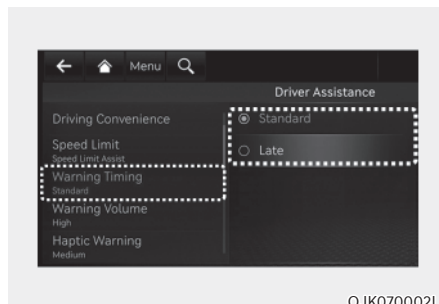 Menu
Driver Assistance
Driving Convenience
Speed Limit
Speed Limit Assist
Warning Timing
Standard
Warning Volume
High
Haptic Warning
Medium
Standard
Late